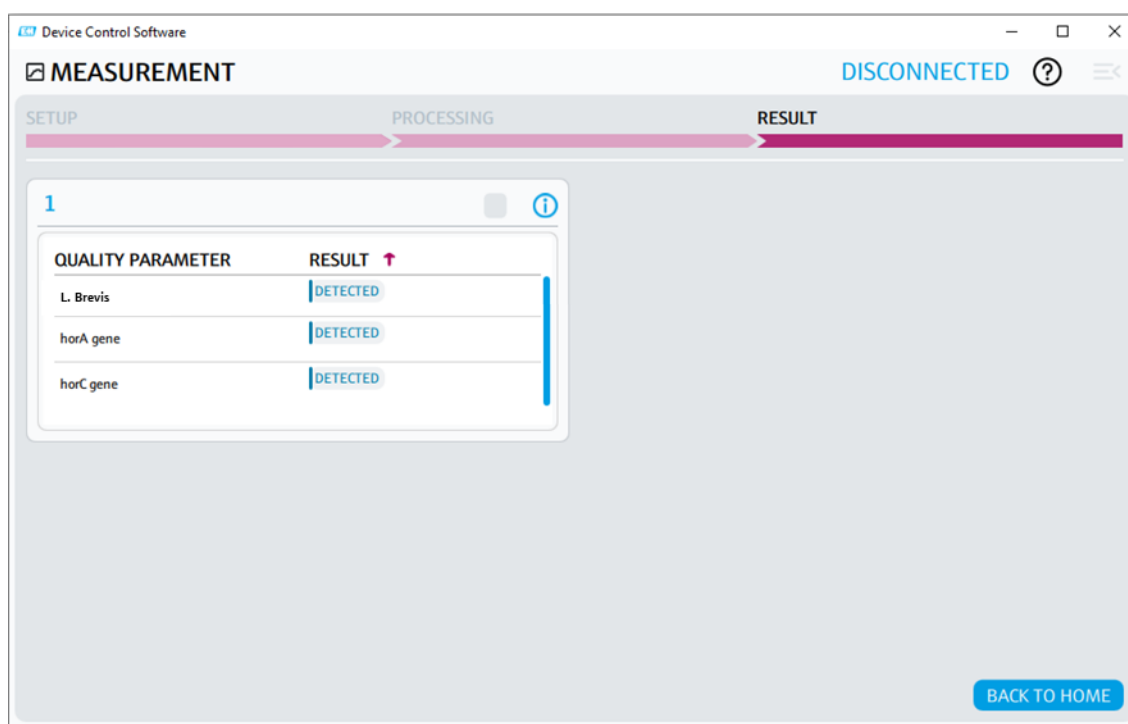 Device Control Software
MEASUREMENT
DISCONNECTED
SETUP
PROCESSING
RESULT
1
QUALITY PARAMETER RESULT
L. Brevis DETECTED
horA gene DETECTED
horC gene DETECTED
BACK TO HOME